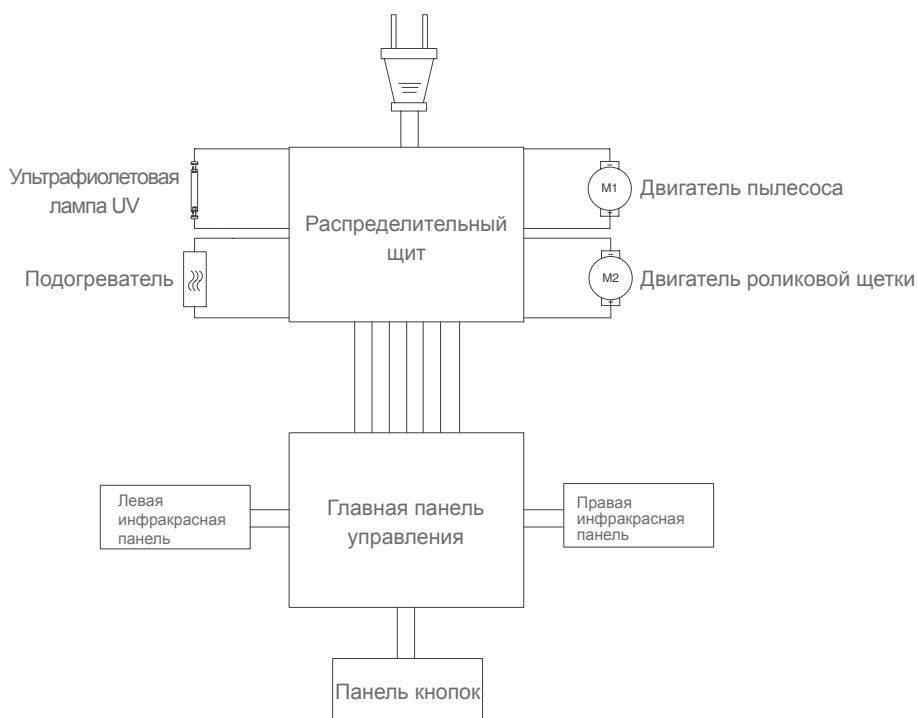 Ультрафиолетовая
лампа UV
Распределительный
щит
M1
Двигатель пылесоса
Подогреватель
M2
Двигатель роликовой щетки
Левая
инфракрасная
панель
Главная панель
управления
Правая
инфракрасная
панель
Панель кнопок